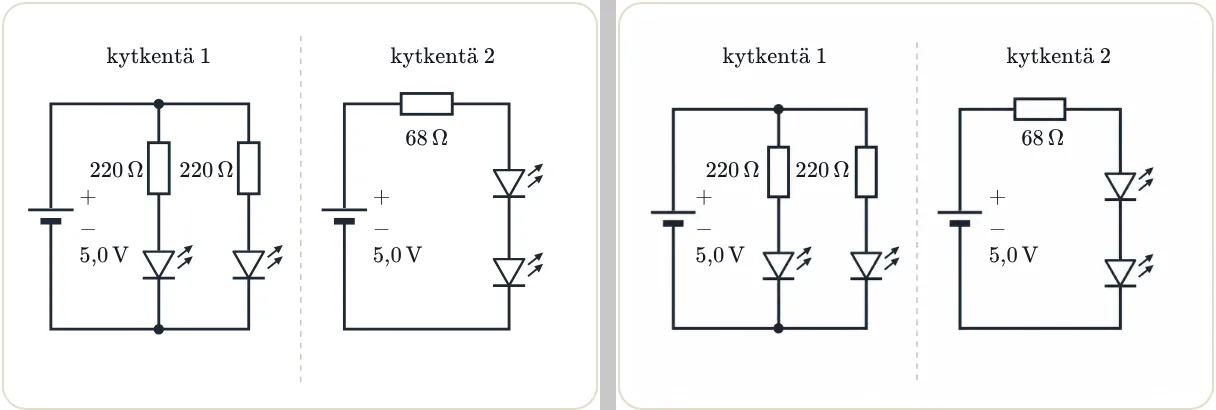 kytkentä 1
220 Ω 220 Ω
+
−
5,0 V
kytkentä 2
68 Ω
+
−
5,0 V
kytkentä 1
220 Ω 220 Ω
+
−
5,0 V
kytkentä 2
68 Ω
+
−
5,0 V